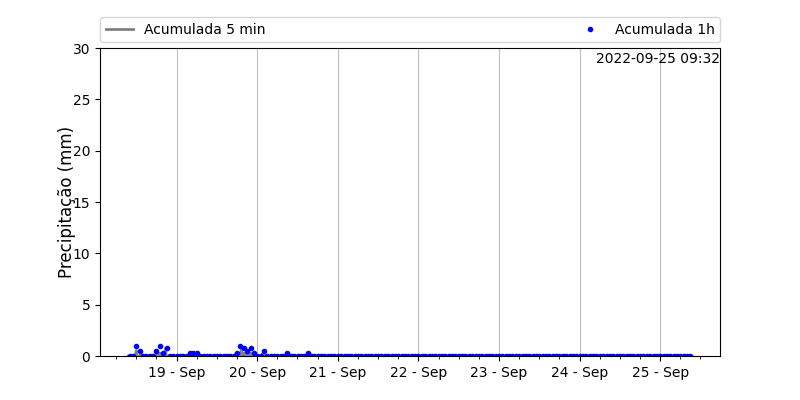 Acumulada 5 min
Acumulada 1h
2022-09-25 09:32
Precipitação (mm)
30
25
20
15
10
5
0
19 - Sep
20 - Sep
21 - Sep
22 - Sep
23 - Sep
24 - Sep
25 - Sep